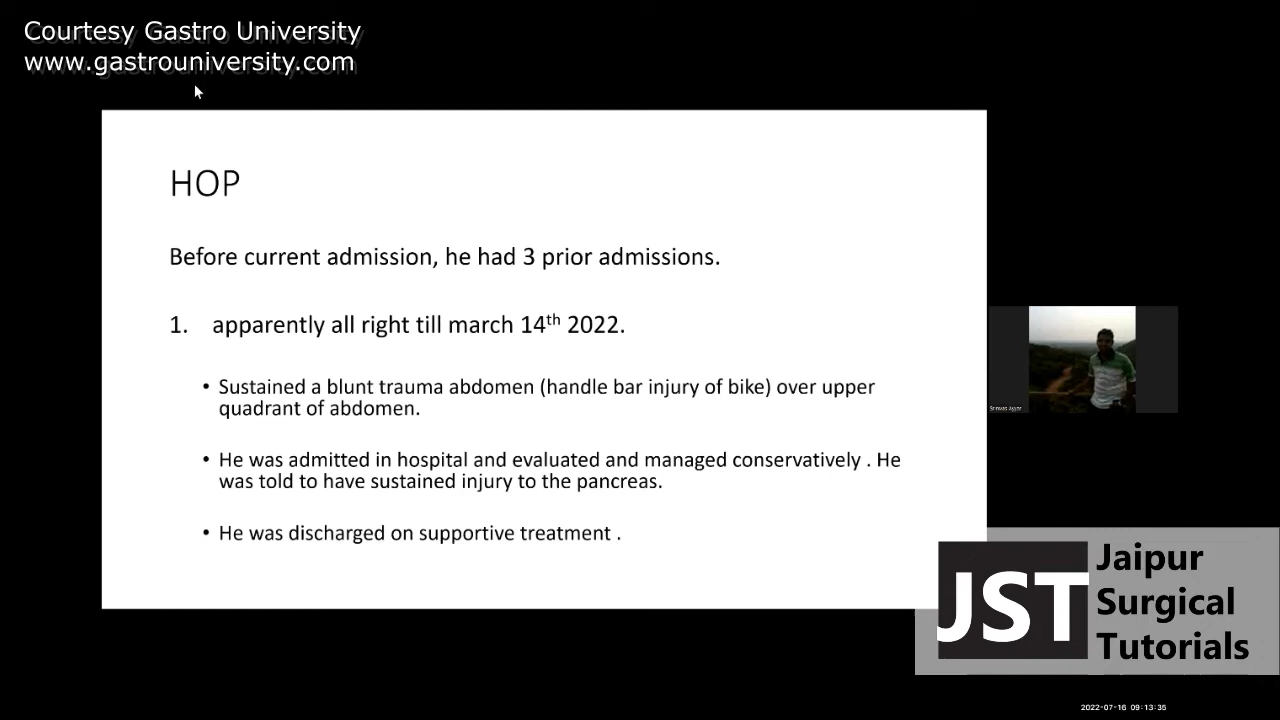 Courtesy Gastro University
www.gastrouniversity.com
HOP
Before current admission, he had 3 prior admissions.
1. apparently all right till march 14th 2022.
• Sustained a blunt trauma abdomen (handle bar injury of bike) over upper
quadrant of abdomen.
• He was admitted in hospital and evaluated and managed conservatively . He
was told to have sustained injury to the pancreas.
• He was discharged on supportive treatment .
JST
Jaipur
Surgical
Tutorials
2022-07-16 09:13:35